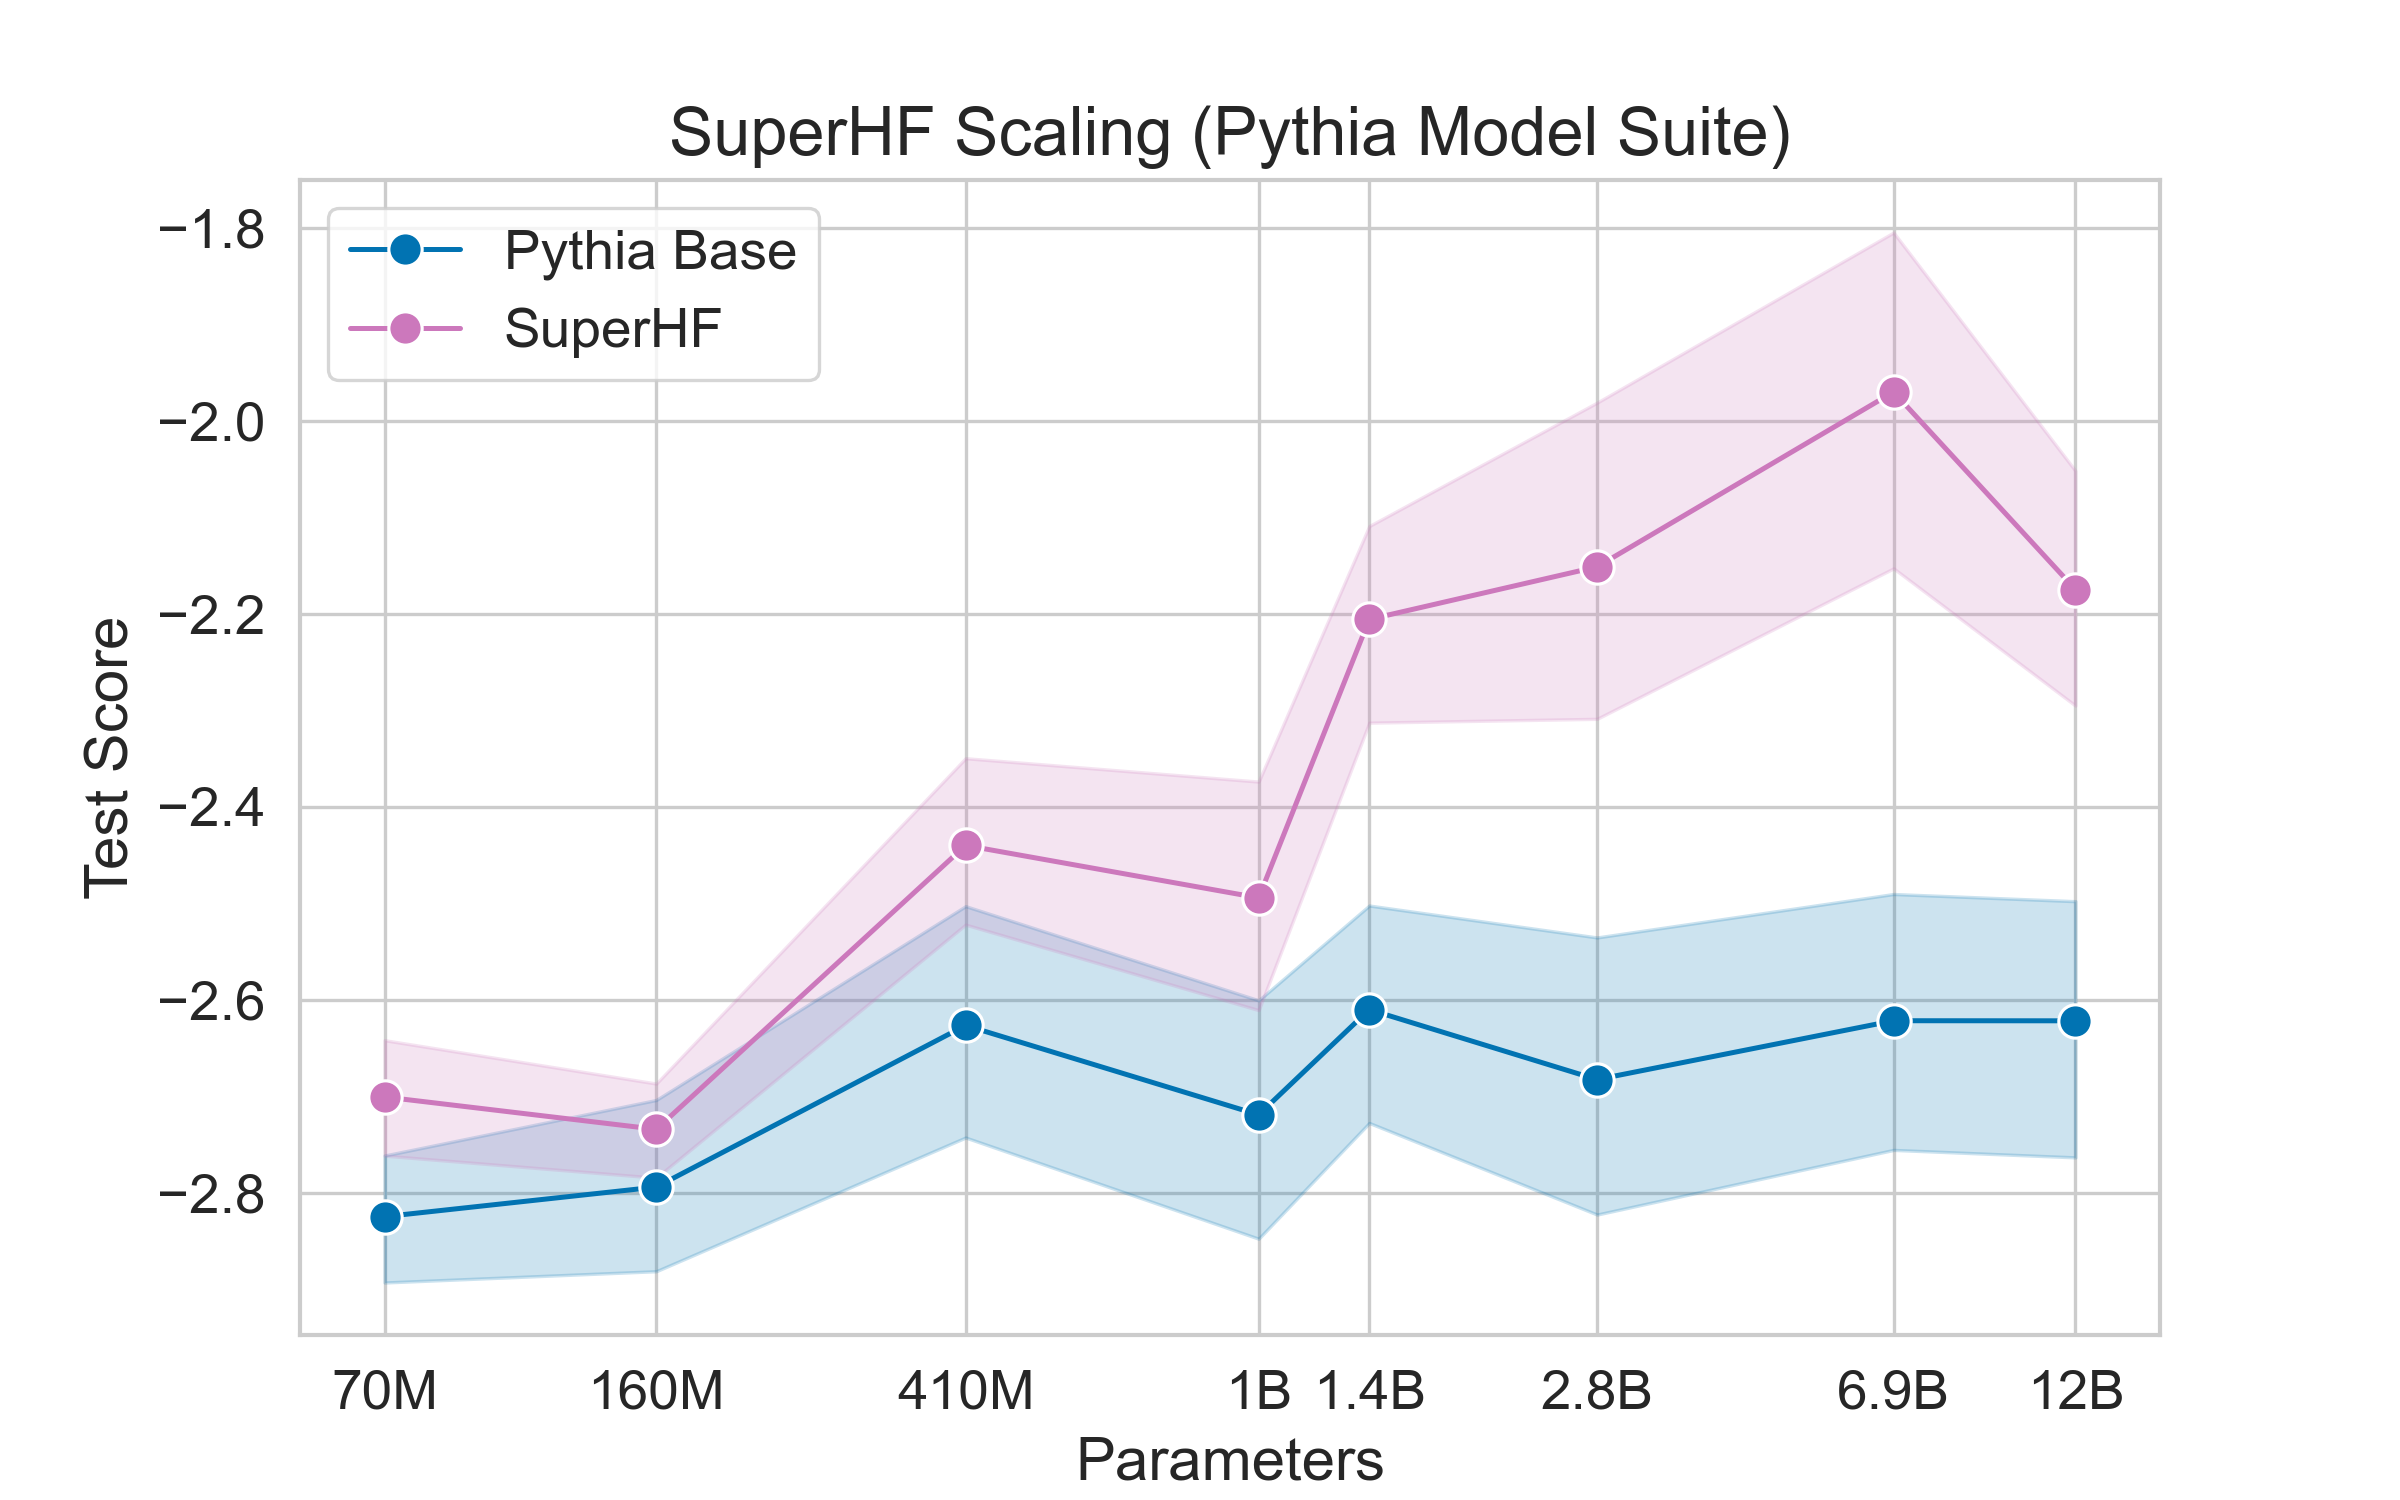 SuperHF Scaling (Pythia Model Suite)
Pythia Base
SuperHF
Test Score
−1.8
−2.0
−2.2
−2.4
−2.6
−2.8
70M 160M 410M 1B 1.4B 2.8B 6.9B 12B
Parameters